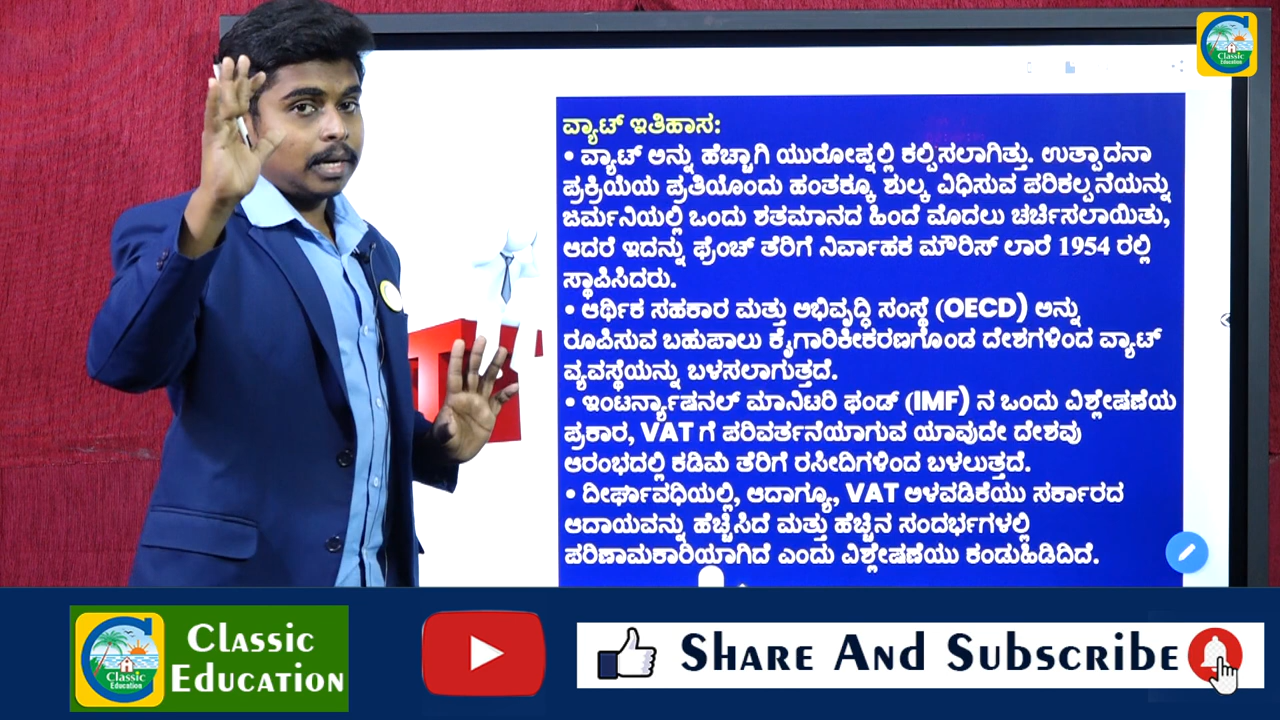 Classic
Education
ವ್ಯಾಟ್ ಇತಿಹಾಸ:
• ವ್ಯಾಟ್ ಅನ್ನು ಹೆಚ್ಚಾಗಿ ಯುರೋಪ್ನಲ್ಲಿ ಕಲ್ಪಿಸಲಾಗಿತ್ತು. ಉತ್ಪಾದನಾ
ಪ್ರಕ್ರಿಯೆಯ ಪ್ರತಿಯೊಂದು ಹಂತಕ್ಕೂ ಶುಲ್ಕ ವಿಧಿಸುವ ಪರಿಕಲ್ಪನೆಯನ್ನು
ಜರ್ಮನಿಯಲ್ಲಿ ಒಂದು ಶತಮಾನದ ಹಿಂದೆ ಮೊದಲು ಚರ್ಚಿಸಲಾಯಿತು,
ಆದರೆ ಇದನ್ನು ಫ್ರೆಂಚ್ ತೆರಿಗೆ ನಿರ್ವಾಹಕ ಮೌರಿಸ್ ಲಾರೆ 1954 ರಲ್ಲಿ
ಸ್ಥಾಪಿಸಿದರು.
• ಆರ್ಥಿಕ ಸಹಕಾರ ಮತ್ತು ಅಭಿವೃದ್ಧಿ ಸಂಸ್ಥೆ (OECD) ಅನ್ನು
ರೂಪಿಸುವ ಬಹುಪಾಲು ಕೈಗಾರಿಕೀಕರಣಗೊಂಡ ದೇಶಗಳಿಂದ ವ್ಯಾಟ್
ವ್ಯವಸ್ಥೆಯನ್ನು ಬಳಸಲಾಗುತ್ತದೆ.
• ಇಂಟರ್ನ್ಯಾಷನಲ್ ಮಾನಿಟರಿ ಫಂಡ್ (IMF) ನ ಒಂದು ವಿಶ್ಲೇಷಣೆಯ
ಪ್ರಕಾರ, VAT ಗೆ ಪರಿವರ್ತನೆಯಾಗುವ ಯಾವುದೇ ದೇಶವು
ಆರಂಭದಲ್ಲಿ ಕಡಿಮೆ ತೆರಿಗೆ ರಸೀದಿಗಳಿಂದ ಬಳಲುತ್ತದೆ.
• ದೀರ್ಘಾವಧಿಯಲ್ಲಿ, ಆದಾಗ್ಯೂ, VAT ಅಳವಡಿಕೆಯು ಸರ್ಕಾರದ
ಆದಾಯವನ್ನು ಹೆಚ್ಚಿಸಿದೆ ಮತ್ತು ಹೆಚ್ಚಿನ ಸಂದರ್ಭಗಳಲ್ಲಿ
ಪರಿಣಾಮಕಾರಿಯಾಗಿದೆ ಎಂದು ವಿಶ್ಲೇಷಣೆಯು ಕಂಡುಹಿಡಿದಿದೆ.
Classic
Education
Classic
Education
Share And Subscribe